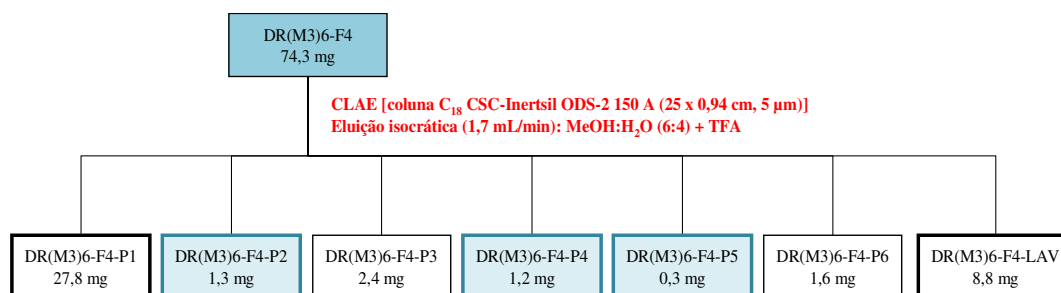 DR(M3)6-F4
74,3 mg
CLAE [coluna C₁₈ CSC-Inertsil ODS-2 150 A (25 x 0,94 cm, 5 µm)]
Eluição isocrática (1,7 mL/min): MeOH:H₂O (6:4) + TFA
DR(M3)6-F4-P1
27,8 mg
DR(M3)6-F4-P2
1,3 mg
DR(M3)6-F4-P3
2,4 mg
DR(M3)6-F4-P4
1,2 mg
DR(M3)6-F4-P5
0,3 mg
DR(M3)6-F4-P6
1,6 mg
DR(M3)6-F4-LAV
8,8 mg